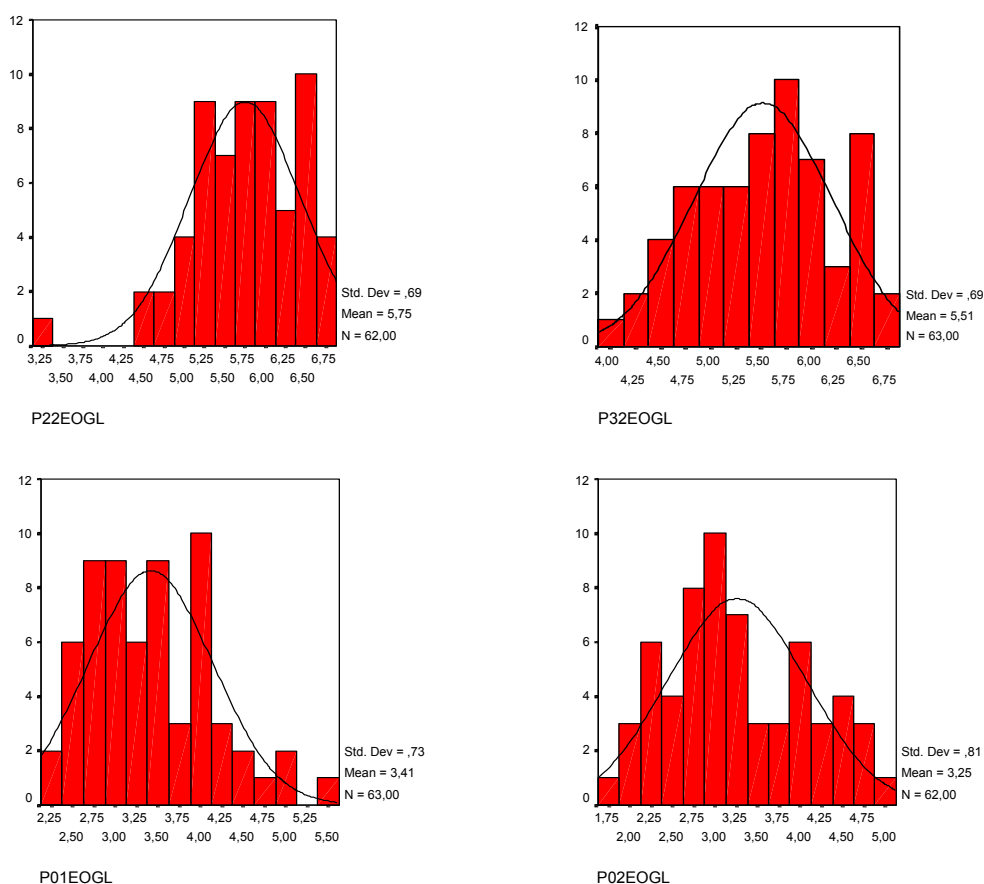 12
10
8
6
4
2
0
3,25 3,75 4,25 4,75 5,25 5,75 6,25 6,75
3,50 4,00 4,50 5,00 5,50 6,00 6,50
Std. Dev = ,69
Mean = 5,75
N = 62,00
P22EOGL
12
10
8
6
4
2
0
4,00 4,50 5,00 5,50 6,00 6,50
4,25 4,75 5,25 5,75 6,25 6,75
Std. Dev = ,69
Mean = 5,51
N = 63,00
P32EOGL
12
10
8
6
4
2
0
2,25 2,75 3,25 3,75 4,25 4,75 5,25
2,50 3,00 3,50 4,00 4,50 5,00 5,50
Std. Dev = ,73
Mean = 3,41
N = 63,00
P01EOGL
12
10
8
6
4
2
0
1,75 2,25 2,75 3,25 3,75 4,25 4,75
2,00 2,50 3,00 3,50 4,00 4,50 5,00
Std. Dev = ,81
Mean = 3,25
N = 62,00
P02EOGL